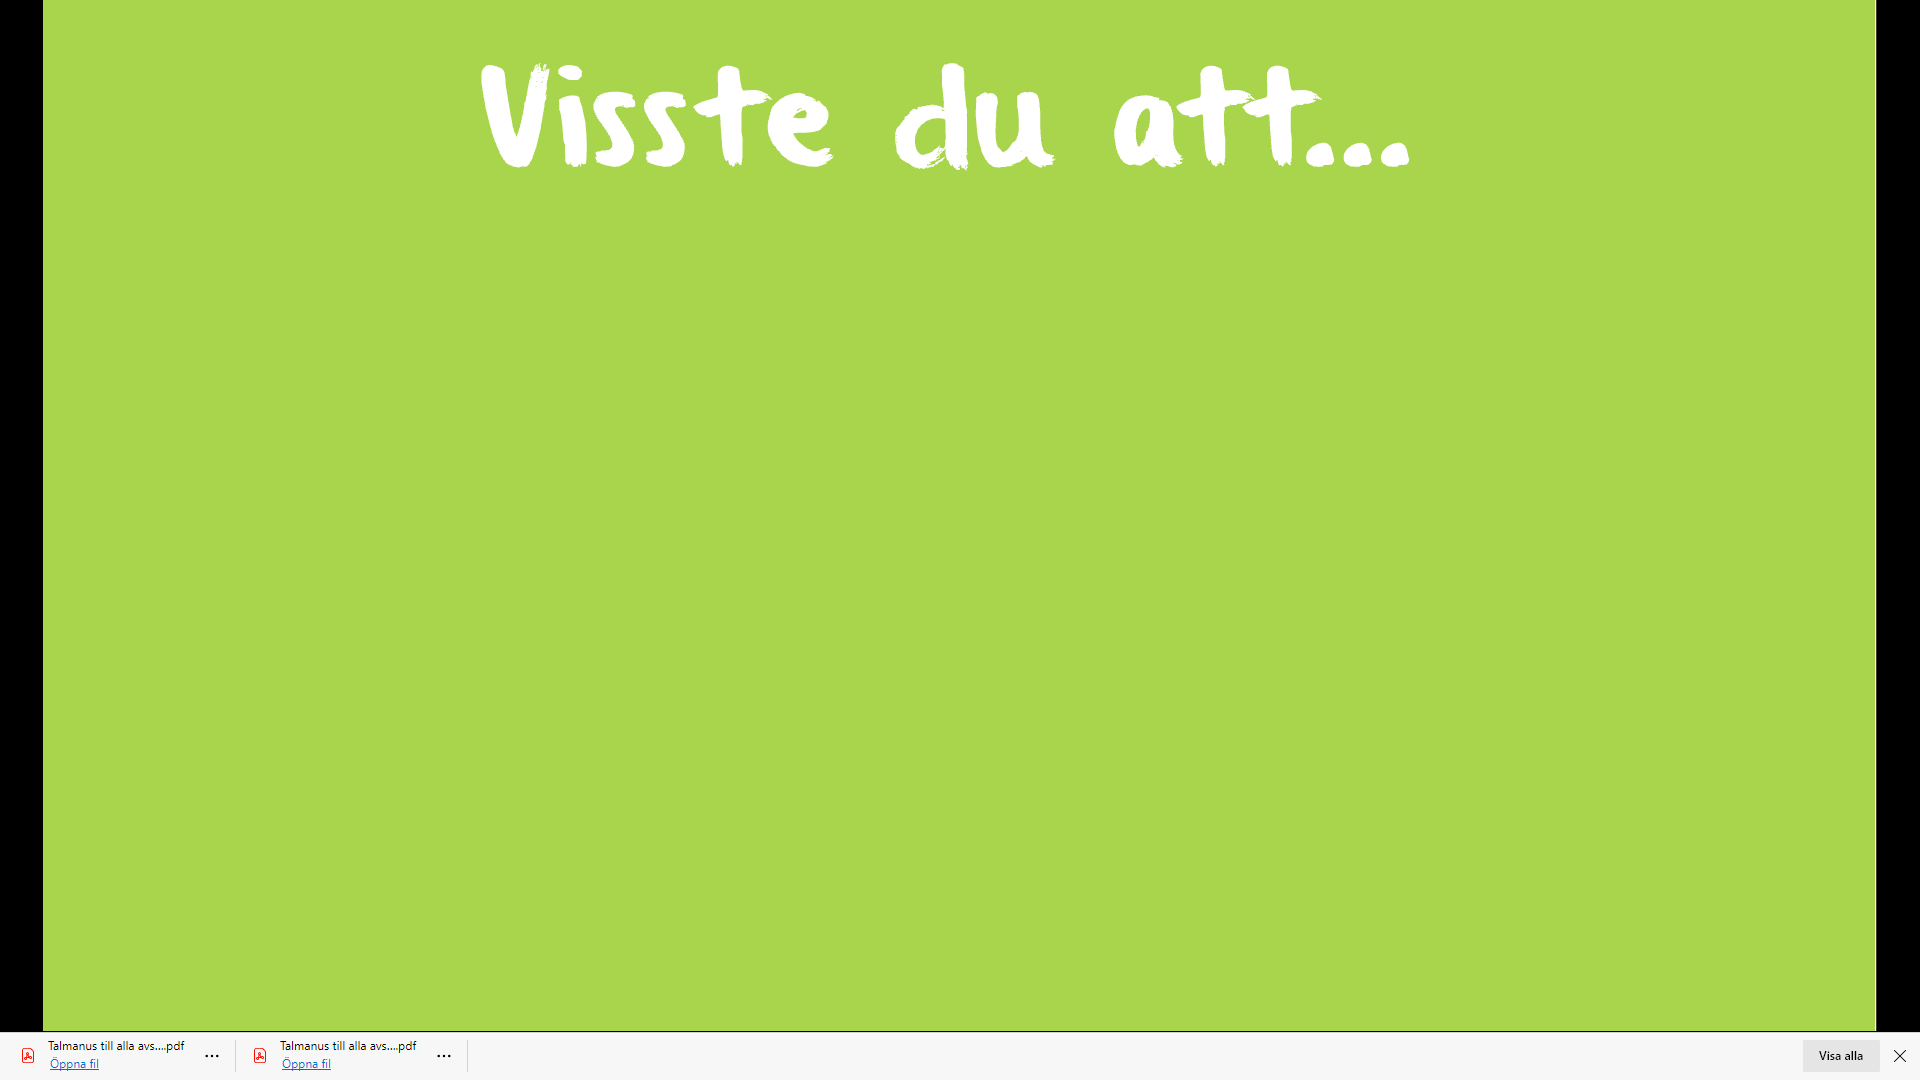 Visste du att...
Talmanus till alla avs....pdf
Öppna fil
Talmanus till alla avs....pdf
Öppna fil
Visa alla